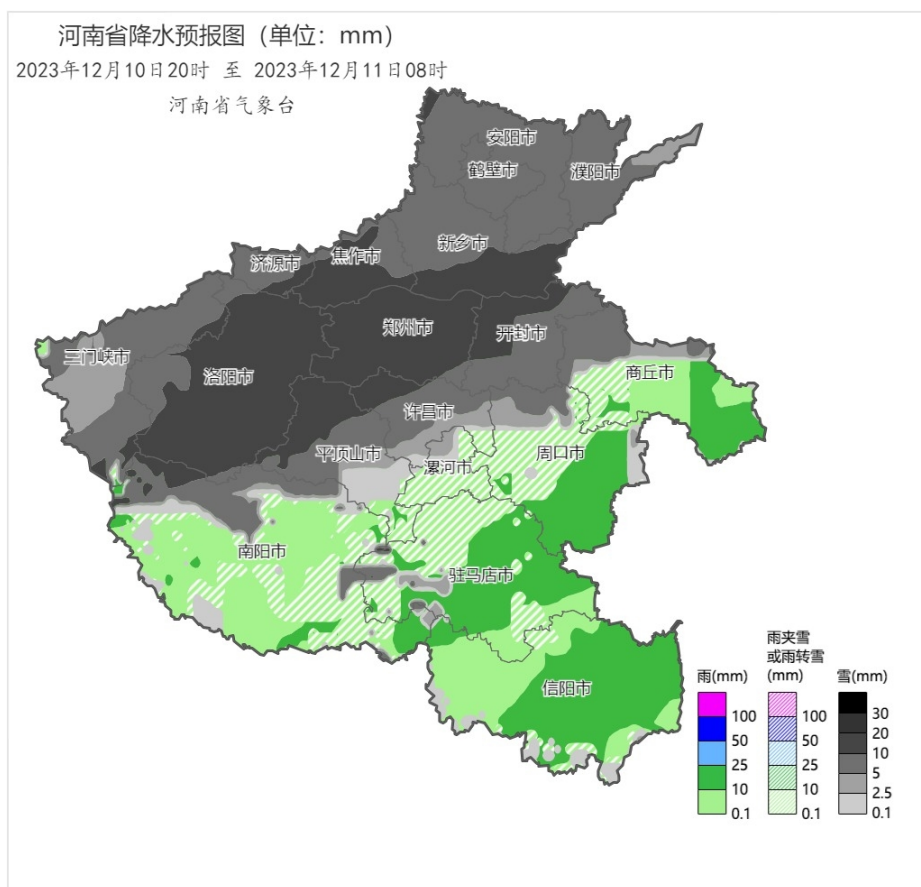 河南省降水预报图（单位：mm）
2023年12月10日20时 至 2023年12月11日08时
河南省气象台
安阳市
鹤壁市
濮阳市
新乡市
焦作市
济源市
郑州市
开封市
三门峡市
洛阳市
商丘市
许昌市
平顶山市
漯河市
周口市
南阳市
驻马店市
信阳市
雨(mm)
100
50
25
10
0.1
雨夹雪
或雨转雪
(mm)
100
50
25
10
0.1
雪(mm)
30
20
10
5
2.5
0.1